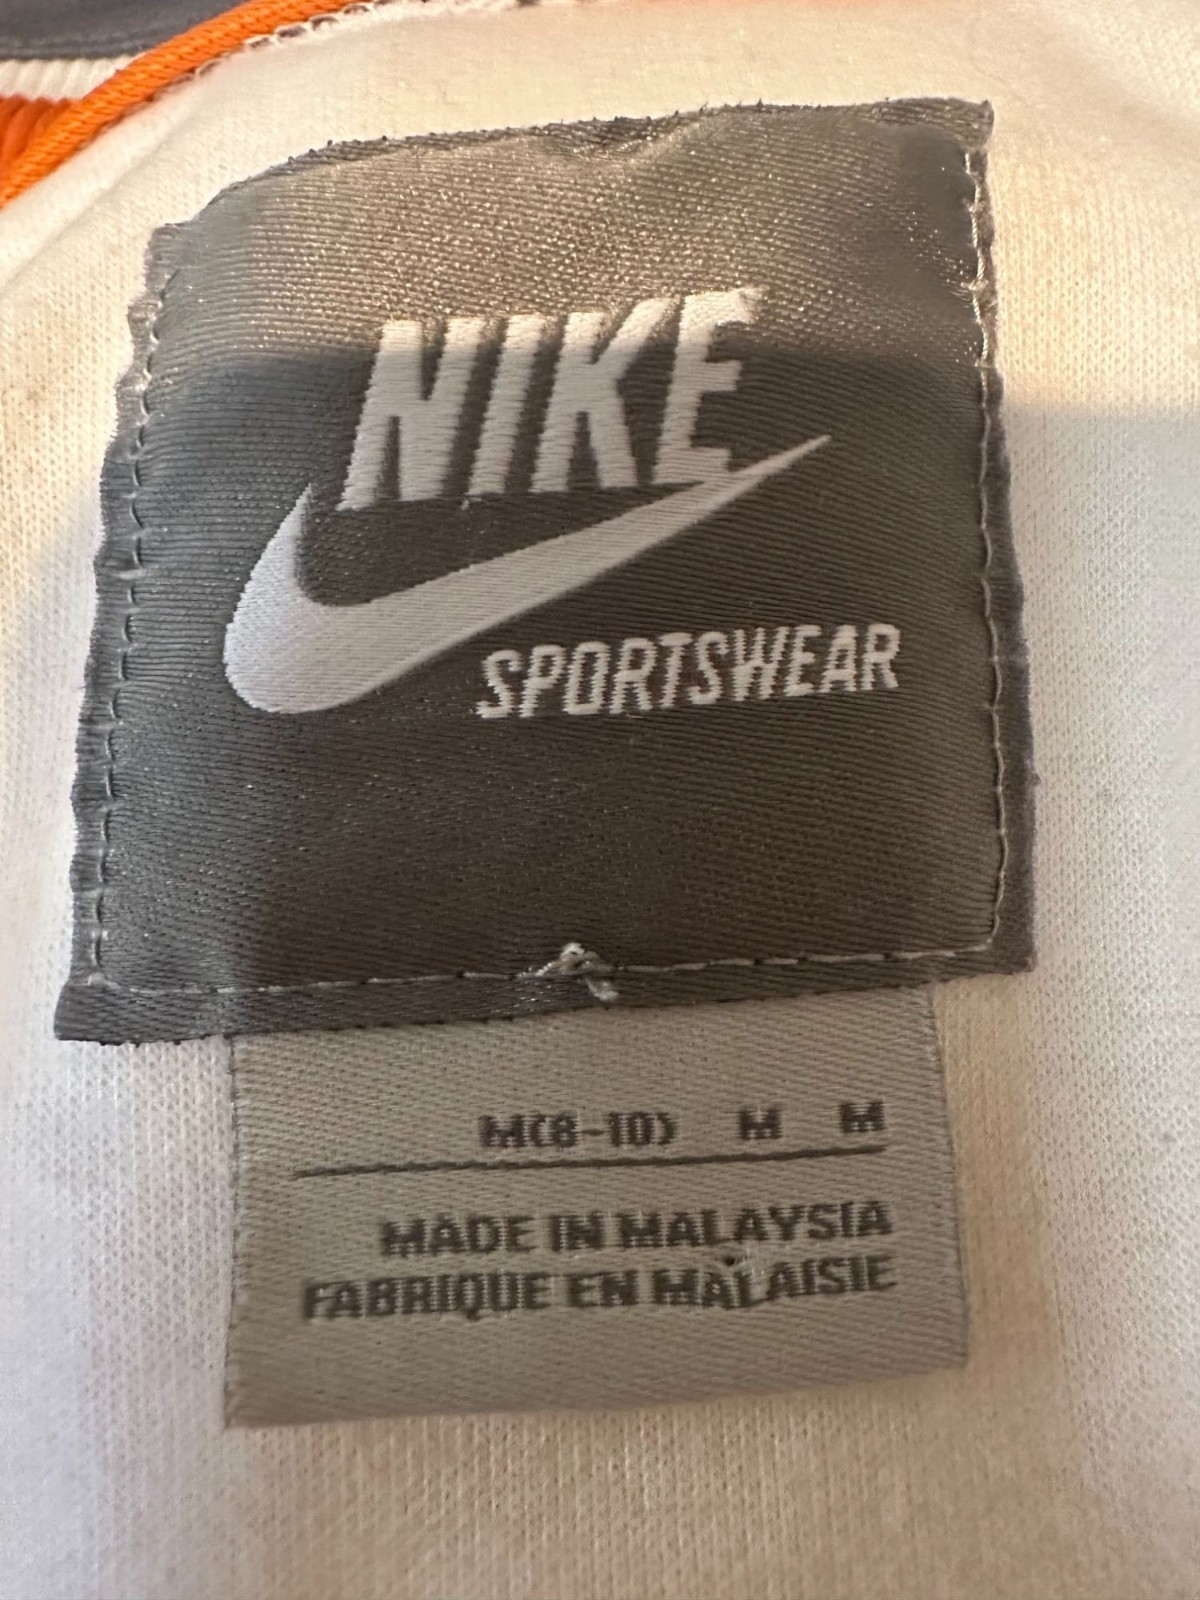 NIKE
SPORTSWEAR
M(8-10) M M
MADE IN MALAYSIA
FABRIQUE EN MALAISIE